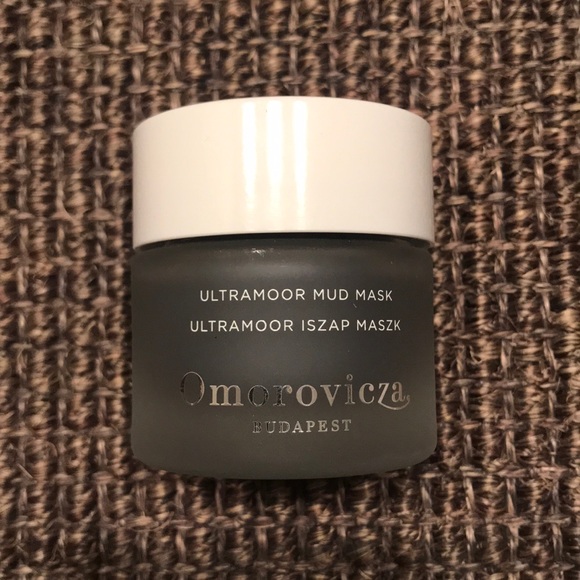 ULTRAMOOR MUD MASK
ULTRAMOOR ISZAP MASZK
Omorovicza
BUDAPEST